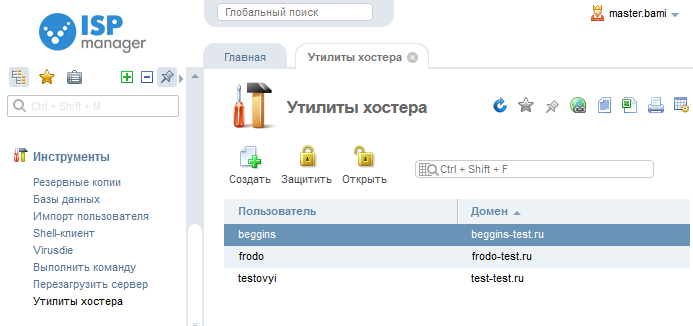 ISP
manager
Глобальный поиск
master.bami
Главная
Утилиты хостера
Ctrl + Shift + M
Утилиты хостера
Инструменты
Резервные копии
Базы данных
Импорт пользователя
Shell-клиент
Virusdie
Выполнить команду
Перезагрузить сервер
Утилиты хостера
Создать
Защитить
Открыть
Ctrl + Shift + F
Пользователь
Домен
beggins
beggins-test.ru
frodo
frodo-test.ru
testovyi
test-test.ru